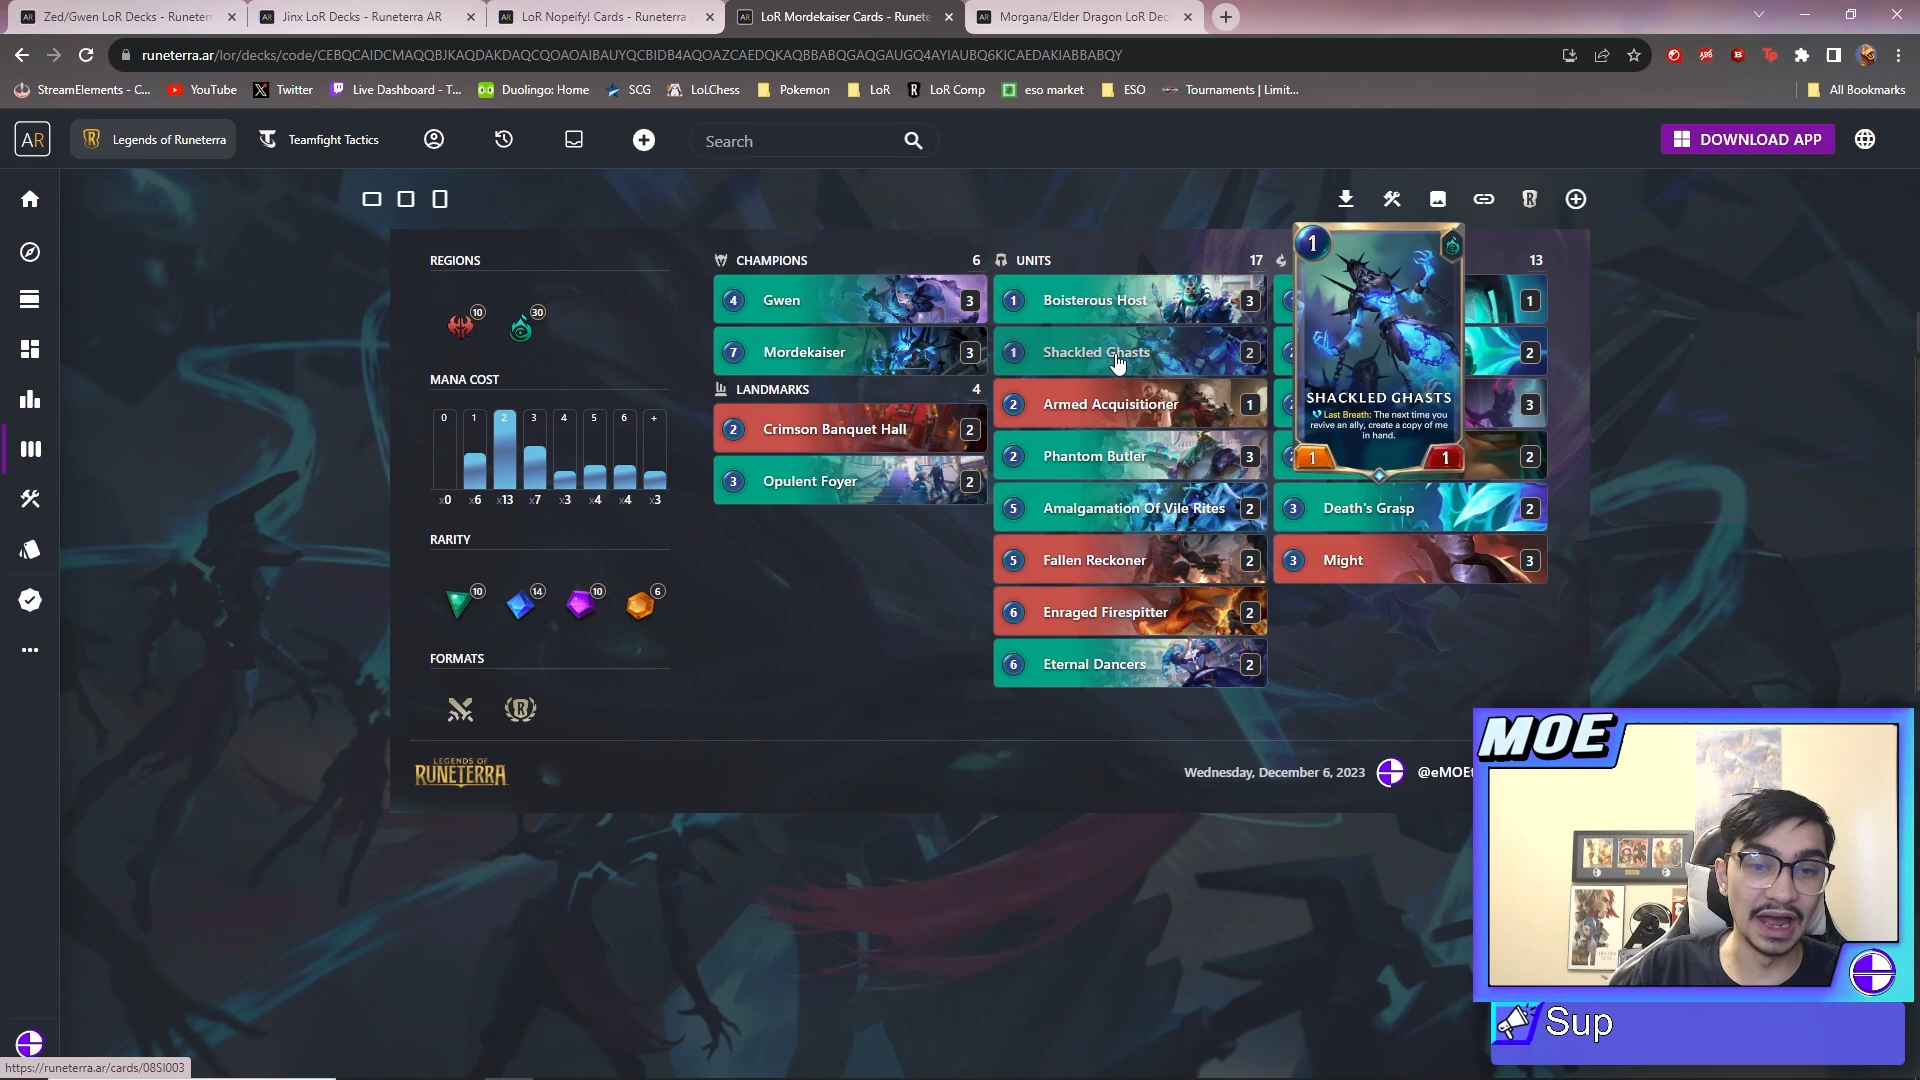 Zed/Gwen LoR Decks - Runeterr
Jinx LoR Decks - Runeterra AR
LoR Nopeify! Cards - Runeterra
LoR Mordekaiser Cards - Runete
Morgana/Elder Dragon LoR Dec
runeterra.ar/lor/decks/code/CEBQCAIDCMAQQBJKAQDAKDAQCQOAOAIBAUYQCBIDB4AQOAZCAEDQKAQBBABQGAQGAUGQ4AYIAUBQ6KICAEDAKIABBABQY
StreamElements - C...
YouTube
Twitter
Live Dashboard - T...
Duolingo: Home
SCG
LoLChess
Pokemon
LoR
LoR Comp
eso market
ESO
Tournaments | Limit...
All Bookmarks
AR
Legends of Runeterra
Teamfight Tactics
Search
DOWNLOAD APP
REGIONS
10
30
MANA COST
0 1 2 3 4 5 6 +
x0 x6 x13 x7 x3 x4 x4 x3
RARITY
10
14
10
6
FORMATS
LEGENDS OF
RUNETERRA
CHAMPIONS 6
4 Gwen 3
7 Mordekaiser 3
LANDMARKS 4
2 Crimson Banquet Hall 2
3 Opulent Foyer 2
UNITS 17
1 Boisterous Host 3
1 Shackled Ghasts 2
2 Armed Acquisitioner 1
2 Phantom Butler 3
5 Amalgamation Of Vile Rites 2
5 Fallen Reckoner 2
6 Enraged Firespitter 2
6 Eternal Dancers 2
13
1
2
3
2
3 Death's Grasp 2
3 Might 3
1
SHACKLED GHASTS
Last Breath: The next time you
revive an ally, create a copy of me
in hand.
1 1
Wednesday, December 6, 2023
@eMOEt
MOE
Sup
https://runeterra.ar/cards/08SI003